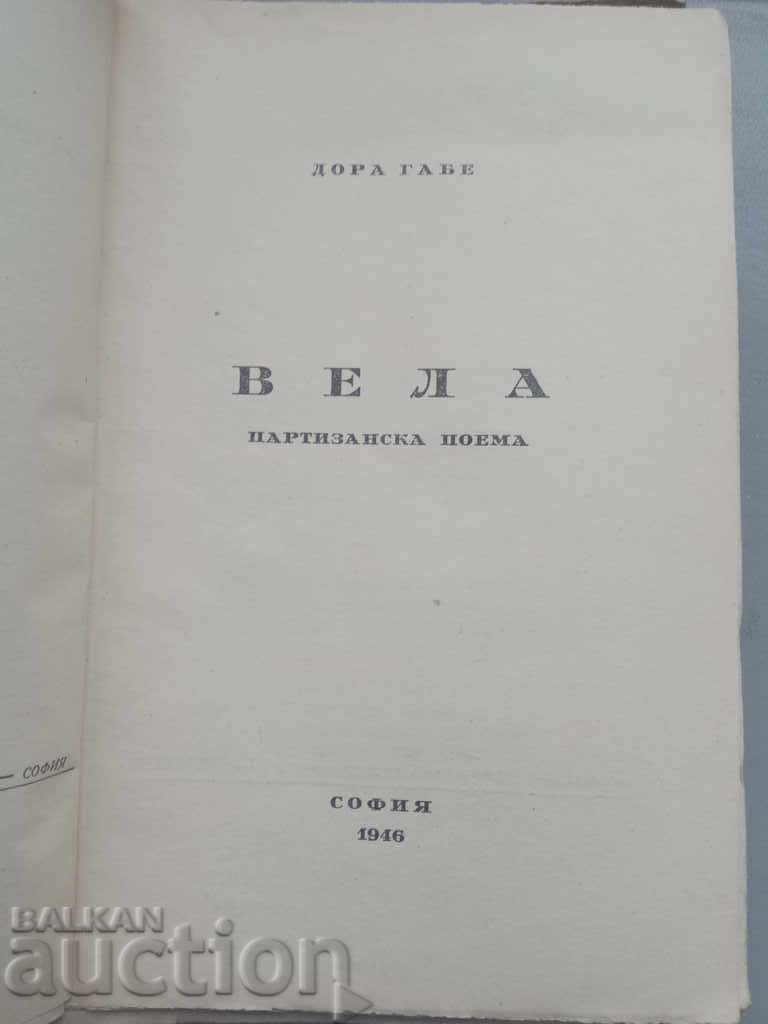 ДОРА ГАБЕ
ВЕЛА
ПАРТИЗАНСКА ПОЕМА
— СОФИЯ
СОФИЯ
1946
BALKAN
auction